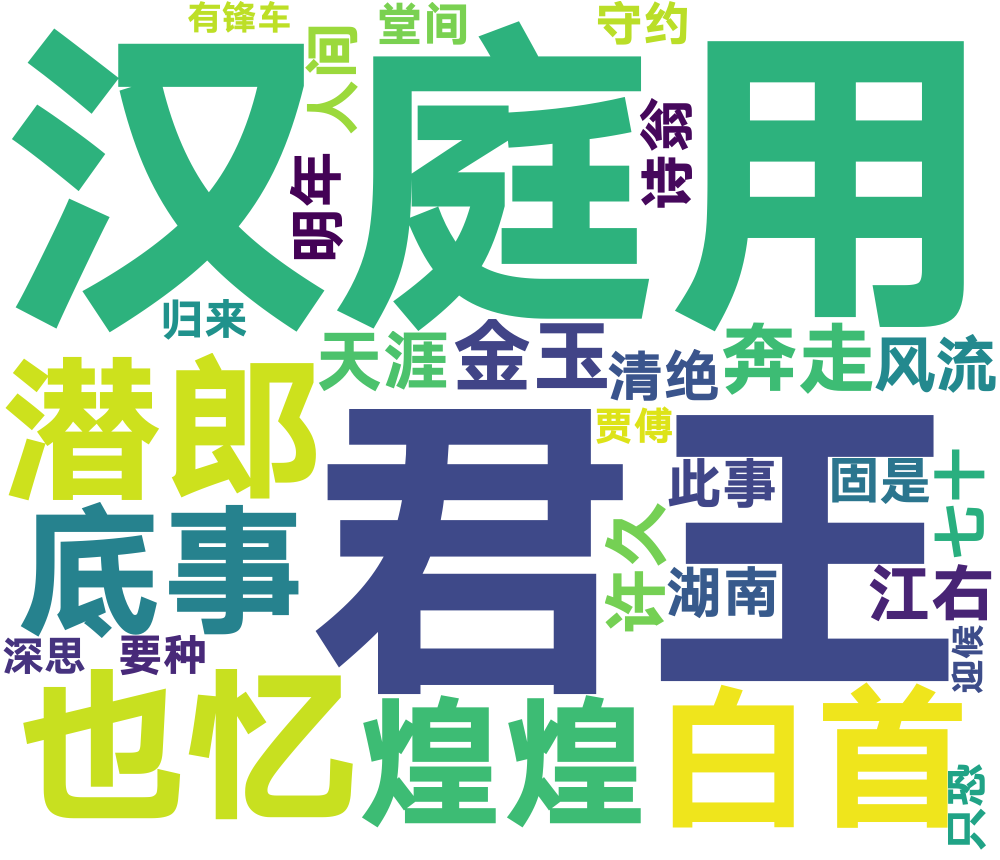 有锋车
堂间
守约
人间
汉庭用
诗翁
明年
归来
天涯
金玉
清绝
奔走
风流
潜郎
君王
贾傅
此事
固是
七十
底事
许久
湖南
江右
深思
要种
迎候
也忆
煌煌
白首
只恐